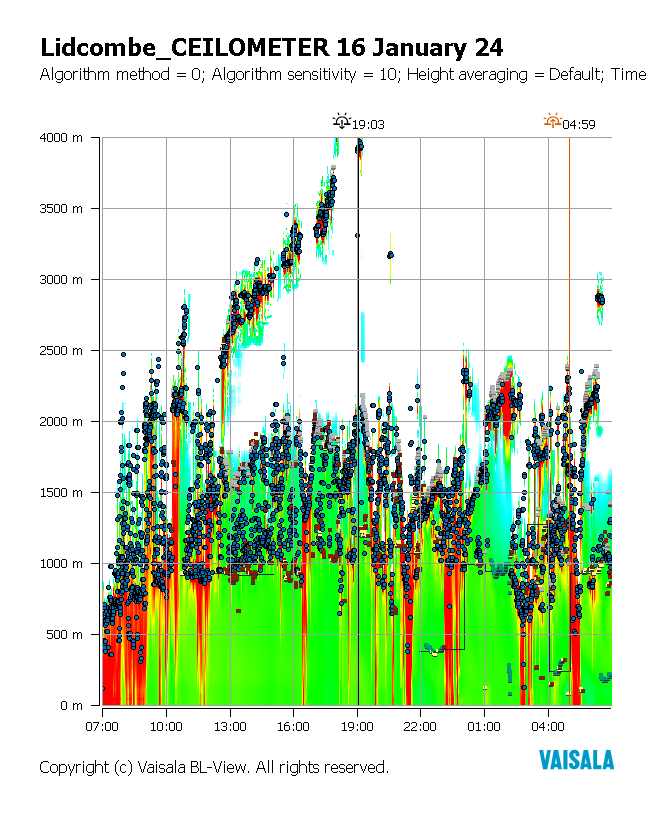 Lidcombe_CEILOMETER 16 January 24
Algorithm method = 0; Algorithm sensitivity = 10; Height averaging = Default; Time
19:03
04:59
4000 m
3500 m
3000 m
2500 m
2000 m
1500 m
1000 m
500 m
0 m
07:00 10:00 13:00 16:00 19:00 22:00 01:00 04:00
VAISALA
Copyright (c) Vaisala BL-View. All rights reserved.